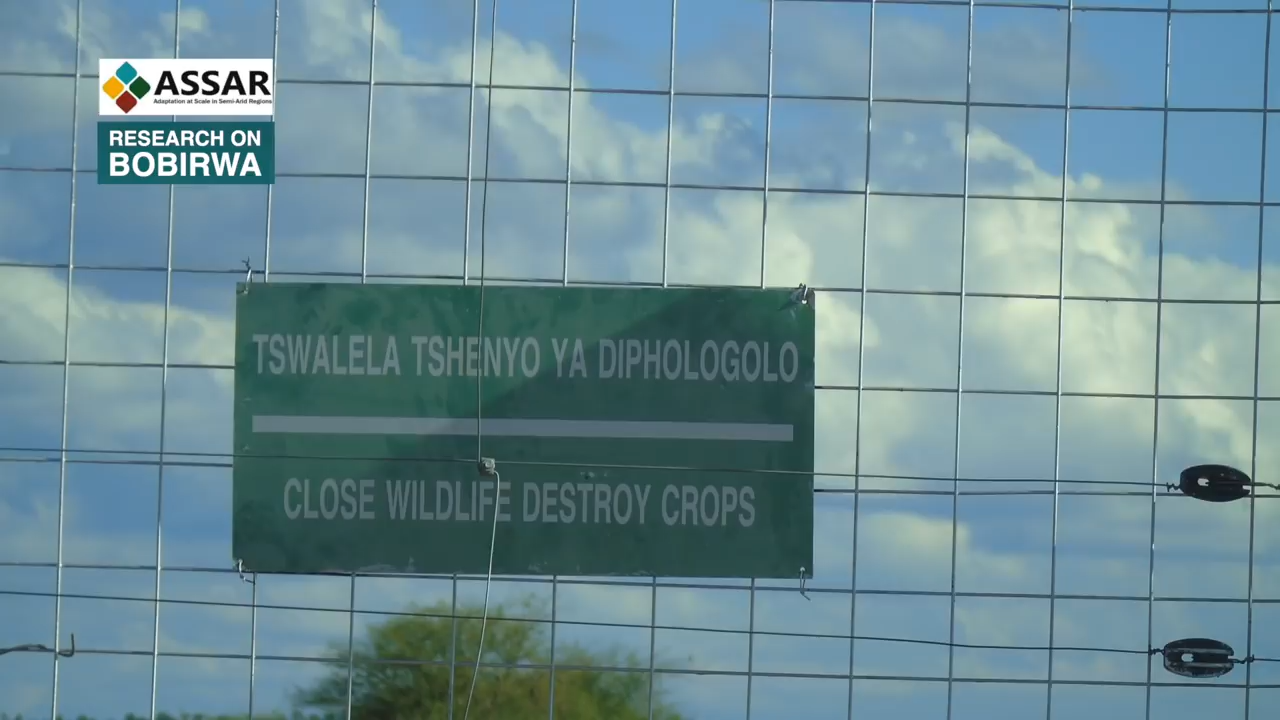 ASSAR
Adaptation at Scale in Semi-Arid Regions
RESEARCH ON
BOBIRWA
TSWALELA TSHENYO YA DIPHOLOGOLO
CLOSE WILDLIFE DESTROY CROPS